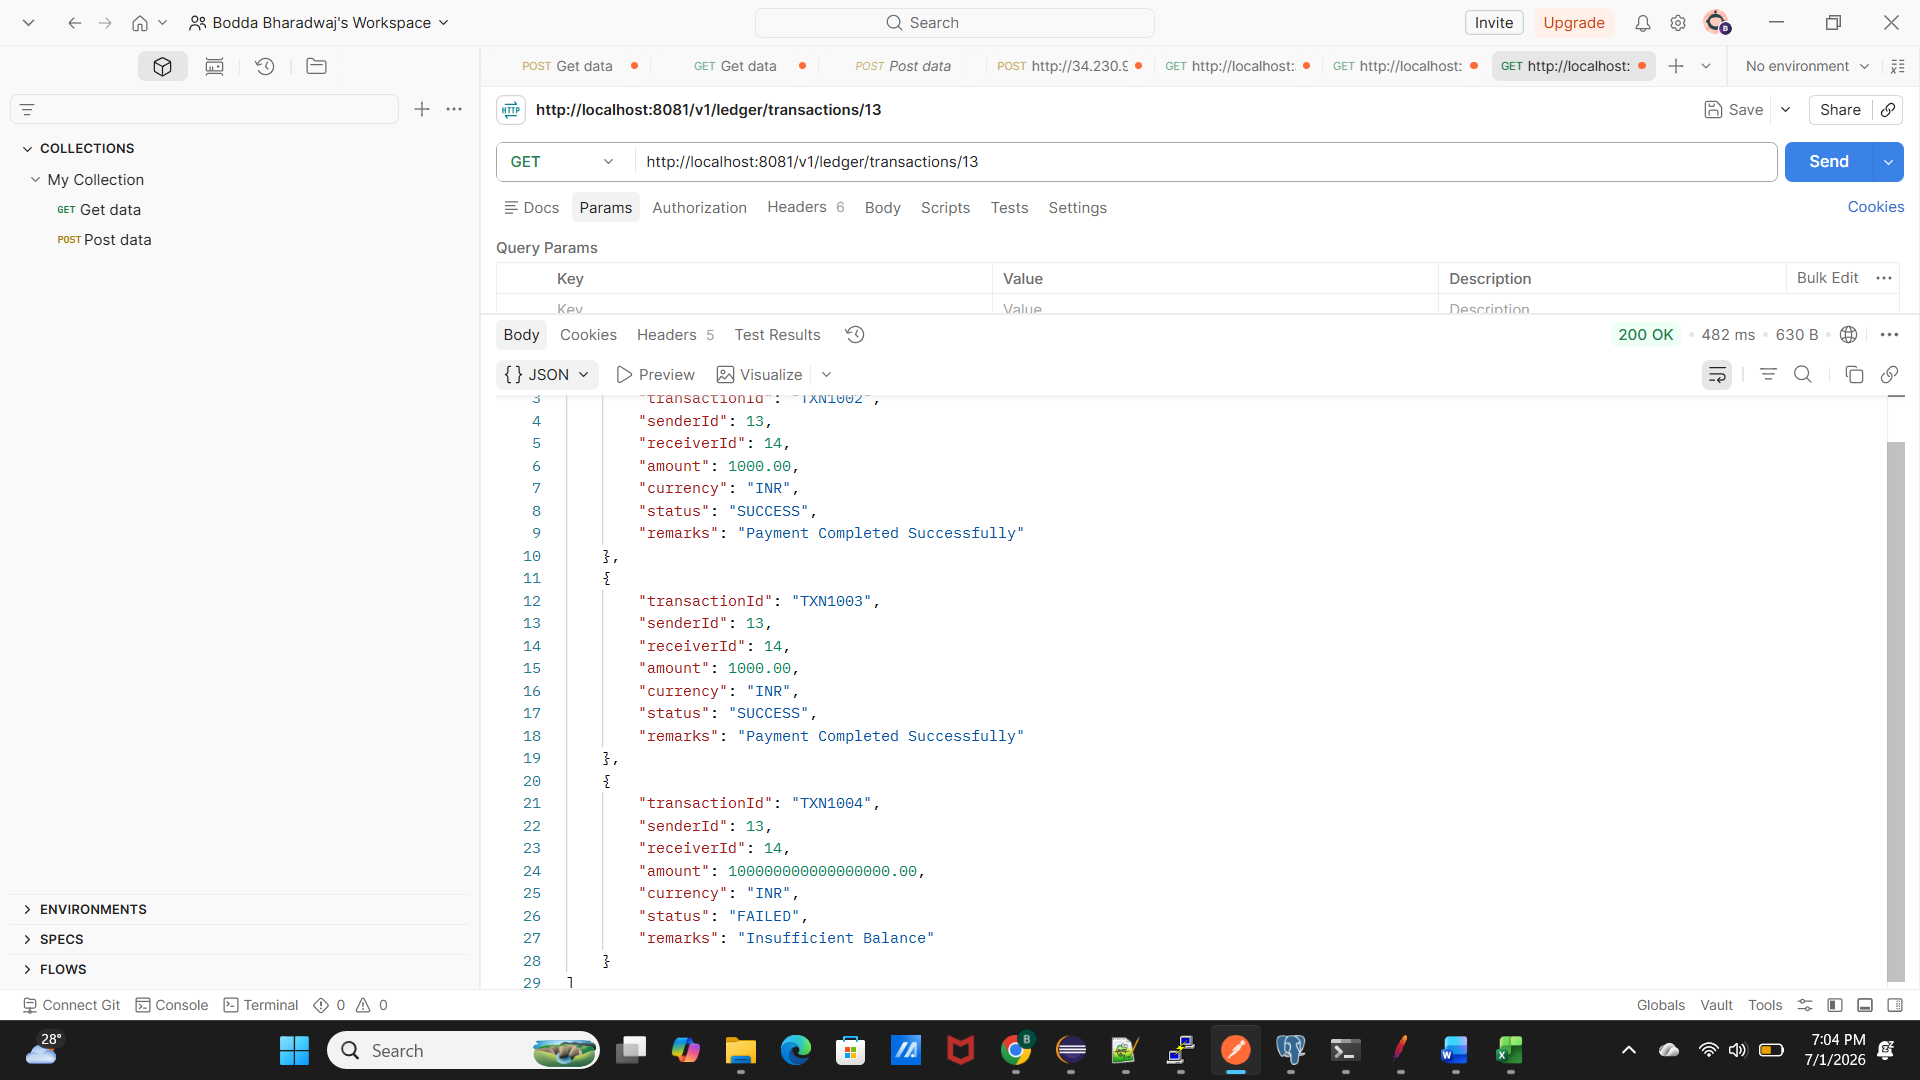 Bodda Bharadwaj's Workspace
Search
Invite
Upgrade
POST Get data
GET Get data
POST Post data
POST http://34.230.9
GET http://localhost:
GET http://localhost:
GET http://localhost:
No environment
COLLECTIONS
My Collection
GET Get data
POST Post data
ENVIRONMENTS
SPECS
FLOWS
HTTP http://localhost:8081/v1/ledger/transactions/13
Save
Share
GET http://localhost:8081/v1/ledger/transactions/13
Send
Docs Params Authorization Headers 6 Body Scripts Tests Settings
Cookies
Query Params
Key Value Description Bulk Edit
Key Value Description
Body Cookies Headers 5 Test Results
200 OK • 482 ms • 630 B
{} JSON Preview Visualize
3 "transactionId": "TXN1002",
4 "senderId": 13,
5 "receiverId": 14,
6 "amount": 1000.00,
7 "currency": "INR",
8 "status": "SUCCESS",
9 "remarks": "Payment Completed Successfully"
10 },
11 {
12 "transactionId": "TXN1003",
13 "senderId": 13,
14 "receiverId": 14,
15 "amount": 1000.00,
16 "currency": "INR",
17 "status": "SUCCESS",
18 "remarks": "Payment Completed Successfully"
19 },
20 {
21 "transactionId": "TXN1004",
22 "senderId": 13,
23 "receiverId": 14,
24 "amount": 100000000000000000.00,
25 "currency": "INR",
26 "status": "FAILED",
27 "remarks": "Insufficient Balance"
28 }
29 ]
Connect Git Console Terminal 0 0
Globals Vault Tools
28°
Search
7:04 PM
7/1/2026